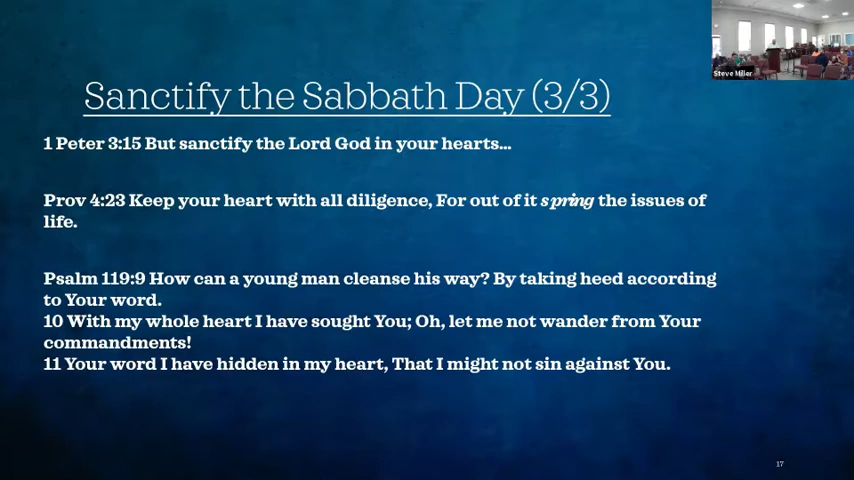 Steve Miller
Sanctify the Sabbath Day (3/3)
1 Peter 3:15 But sanctify the Lord God in your hearts...
Prov 4:23 Keep your heart with all diligence, For out of it spring the issues of
life.
Psalm 119:9 How can a young man cleanse his way? By taking heed according
to Your word.
10 With my whole heart I have sought You; Oh, let me not wander from Your
commandments!
11 Your word I have hidden in my heart, That I might not sin against You.
17